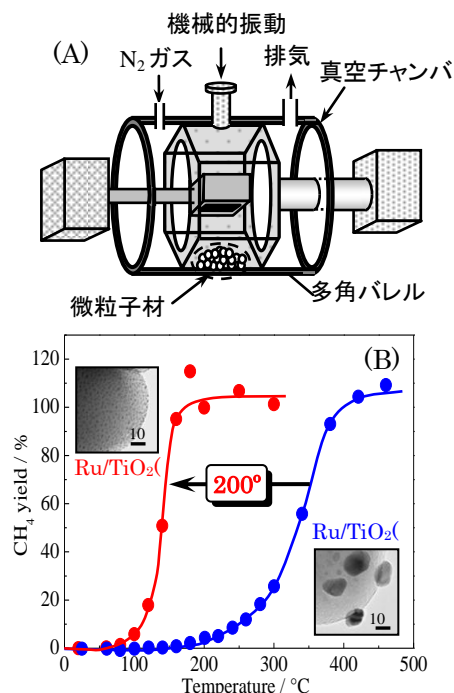 機械的振動
(A)
N₂ ガス
排気
真空チャンバ
微粒子材
多角バレル
(B)
120
100
80
60
40
20
0
CH₄ yield / %
10
Ru/TiO₂(
200º
Ru/TiO₂(
10
0
100
200
300
400
500
Temperature / °C